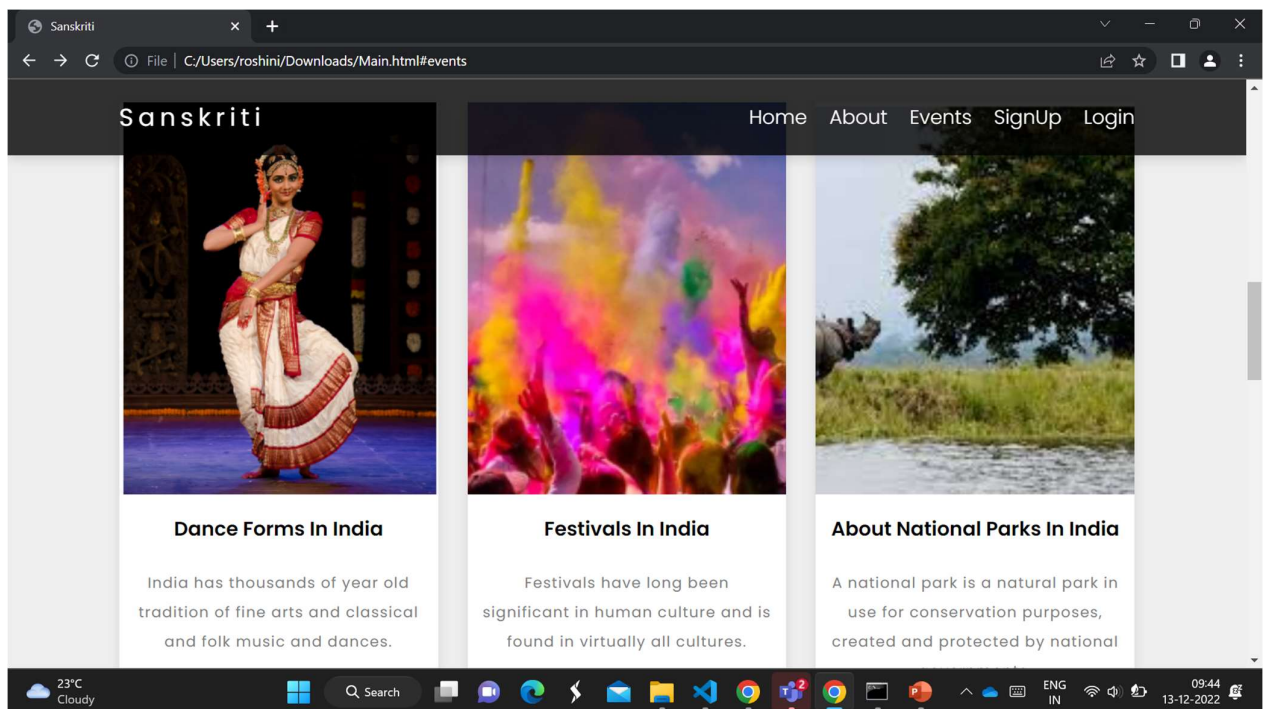 Sanskriti
File
C:/Users/roshini/Downloads/Main.html#events
Sanskriti
Home About Events SignUp Login
Dance Forms In India
India has thousands of year old
tradition of fine arts and classical
and folk music and dances.
Festivals In India
Festivals have long been
significant in human culture and is
found in virtually all cultures.
About National Parks In India
A national park is a natural park in
use for conservation purposes,
created and protected by national
23°C
Cloudy
Search
2
ENG
IN
09:44
13-12-2022